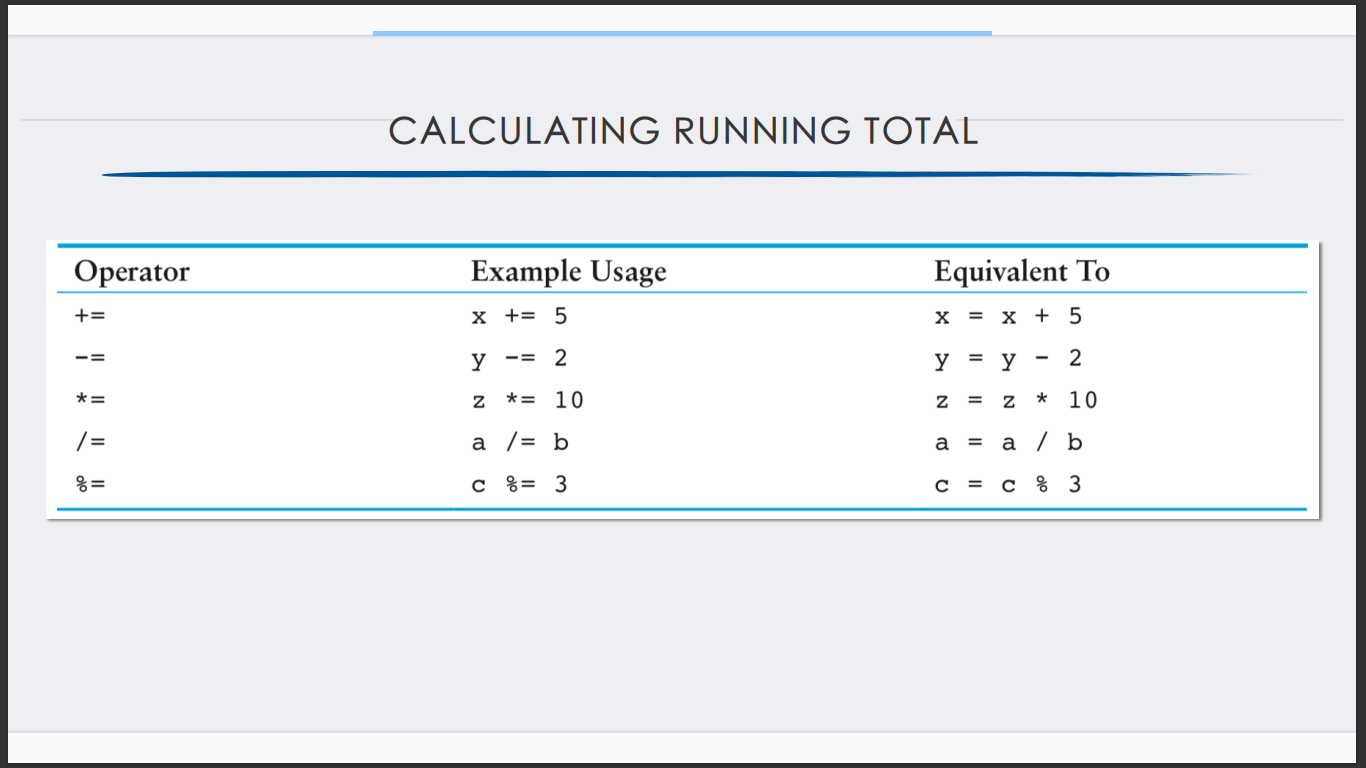 CALCULATING RUNNING TOTAL
Operator Example Usage Equivalent To
+= x += 5 x = x + 5
-= y -= 2 y = y - 2
*= z *= 10 z = z * 10
/= a /= b a = a / b
%= c %= 3 c = c % 3